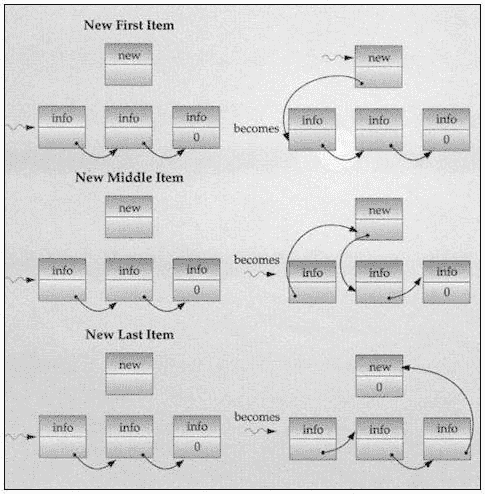 New First Item
new new
info info info becomes info info info
0 0
New Middle Item
new new
becomes
info info info info info info
0 0
New Last Item
new new
0
becomes
info info info info info info
0